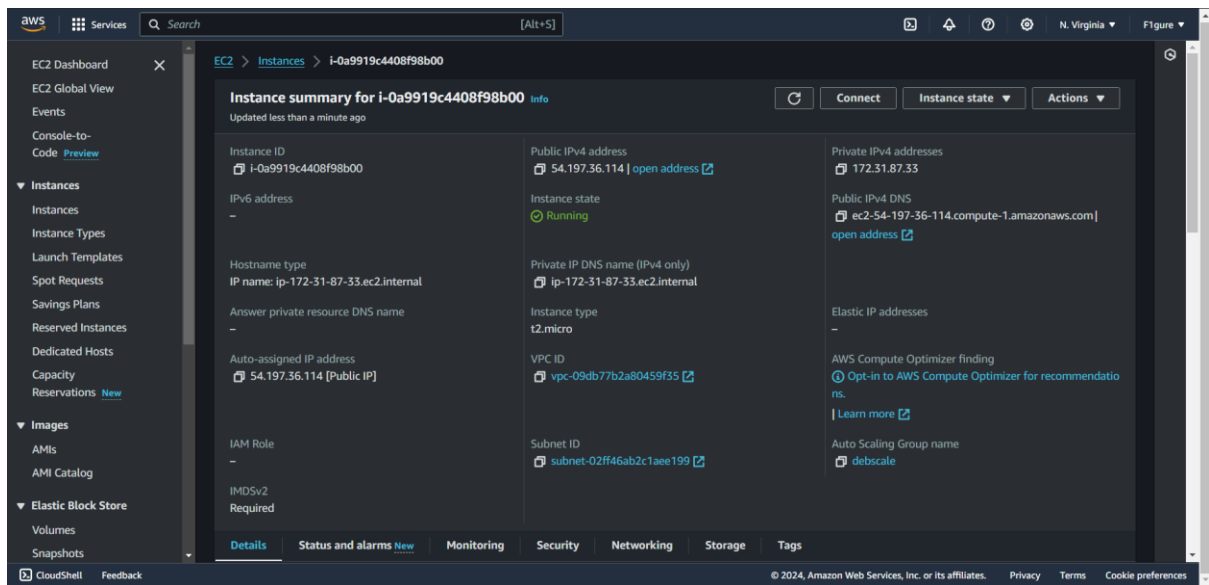 aws
Services
Search
[Alt+S]
N. Virginia
F1gure
EC2 Dashboard
EC2 Global View
Events
Console-to-
Code Preview
Instances
Instances
Instance Types
Launch Templates
Spot Requests
Savings Plans
Reserved Instances
Dedicated Hosts
Capacity
Reservations New
Images
AMIs
AMI Catalog
Elastic Block Store
Volumes
Snapshots
EC2 > Instances > i-0a9919c4408f98b00
Instance summary for i-0a9919c4408f98b00 Info
Updated less than a minute ago
Connect
Instance state
Actions
Instance ID
i-0a9919c4408f98b00
Public IPv4 address
54.197.36.114 | open address
Private IPv4 addresses
172.31.87.33
IPv6 address
–
Instance state
Running
Public IPv4 DNS
ec2-54-197-36-114.compute-1.amazonaws.com |
open address
Hostname type
IP name: ip-172-31-87-33.ec2.internal
Private IP DNS name (IPv4 only)
ip-172-31-87-33.ec2.internal
Answer private resource DNS name
–
Instance type
t2.micro
Elastic IP addresses
–
Auto-assigned IP address
54.197.36.114 [Public IP]
VPC ID
vpc-09db77b2a80459f35
AWS Compute Optimizer finding
Opt-in to AWS Compute Optimizer for recommendatio
ns.
| Learn more
IAM Role
–
Subnet ID
subnet-02ff46ab2c1aee199
Auto Scaling Group name
debscale
IMDSv2
Required
Details
Status and alarms New
Monitoring
Security
Networking
Storage
Tags
CloudShell
Feedback
© 2024, Amazon Web Services, Inc. or its affiliates.
Privacy
Terms
Cookie preferences